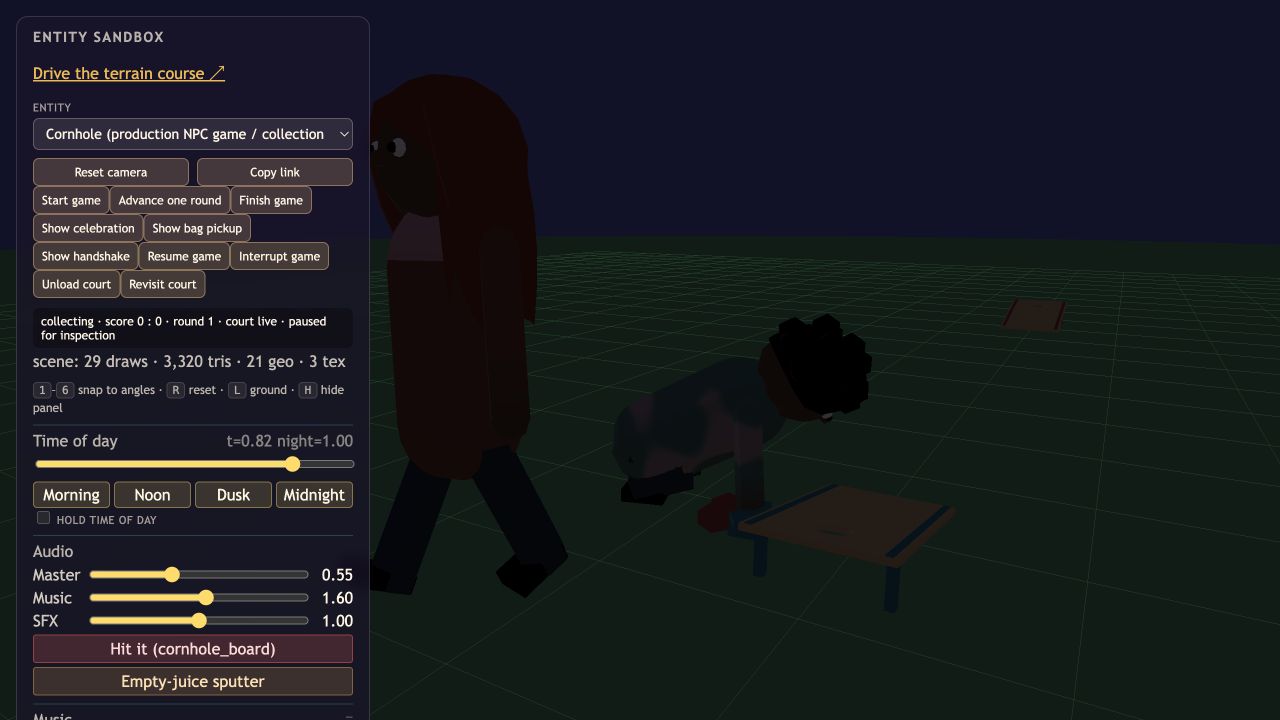 ENTITY SANDBOX
Drive the terrain course ↗
ENTITY
Cornhole (production NPC game / collection
Reset camera Copy link
Start game Advance one round Finish game
Show celebration Show bag pickup
Show handshake Resume game Interrupt game
Unload court Revisit court
collecting · score 0 : 0 · round 1 · court live · paused
for inspection
scene: 29 draws · 3,320 tris · 21 geo · 3 tex
1-6 snap to angles · R reset · L ground · H hide
panel
Time of day t=0.82 night=1.00
Morning Noon Dusk Midnight
HOLD TIME OF DAY
Audio
Master 0.55
Music 1.60
SFX 1.00
Hit it (cornhole_board)
Empty-juice sputter
Music −